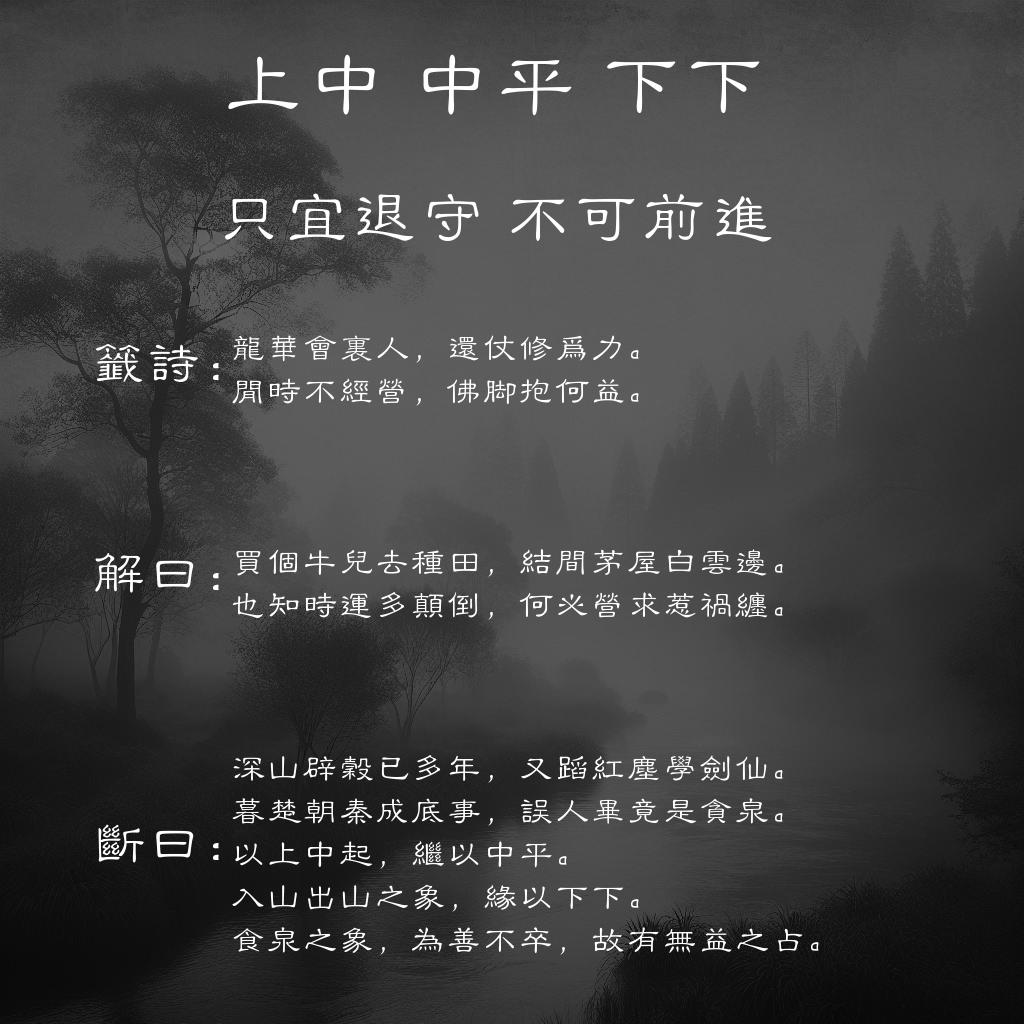 上中 中平 下下
只宜退守 不可前進
籤詩:
龍華會裏人，還仗修爲力。
閒時不經營，佛脚抱何益。
解曰:
買個牛兒去種田，結間茅屋白雲邊。
也知時運多顛倒，何必營求惹禍纏。
斷曰:
深山辟穀已多年，又蹈紅塵學劍仙。
暮楚朝秦成底事，誤人畢竟是貪泉。
以上中起，繼以中平。
入山出山之象，緣以下下。
食泉之象，為善不卒，故有無益之占。